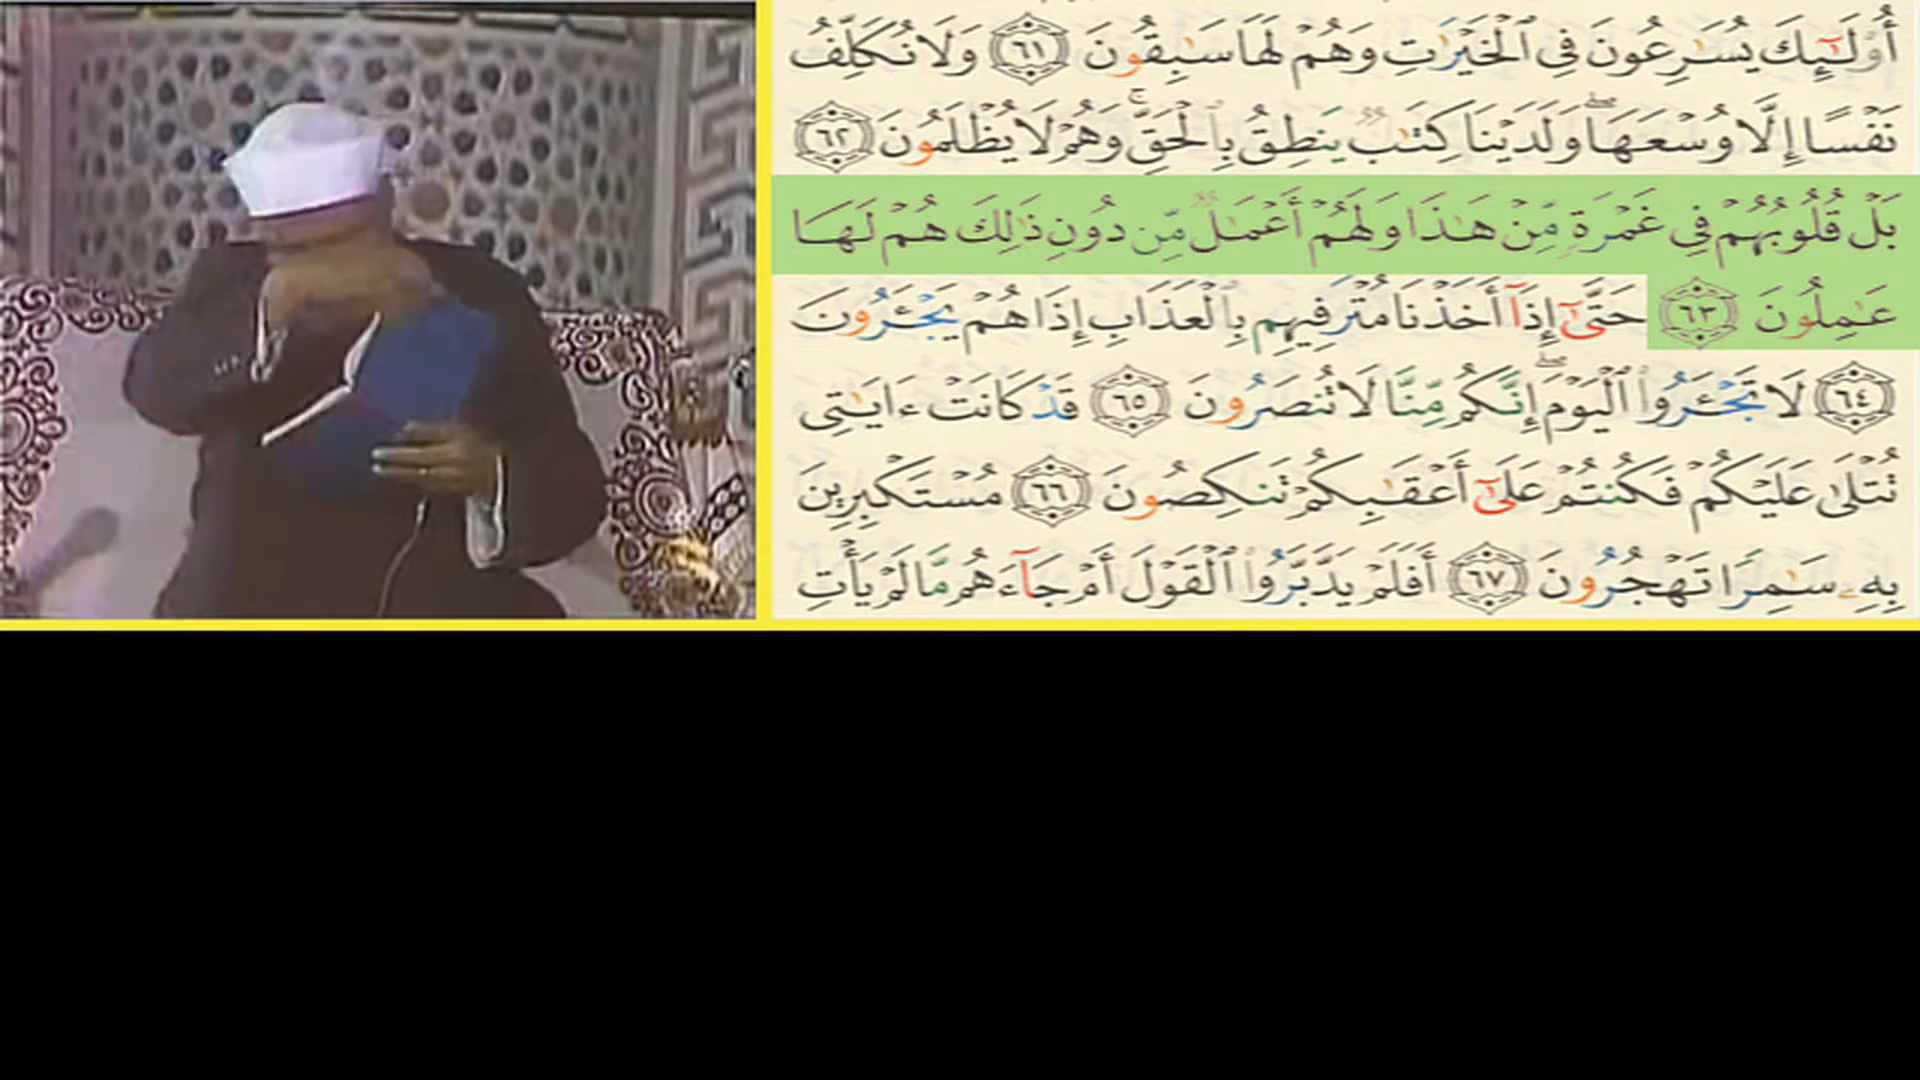 أُوْلَـٰٓئِكَ يُسَـٰرِعُونَ فِى ٱلْخَيْرَٰتِ وَهُمْ لَهَا سَـٰبِقُونَ ٦١ وَلَا نُكَلِّفُ
نَفْسًا إِلَّا وُسْعَهَا ۖ وَلَدَيْنَا كِتَـٰبٌ يَنطِقُ بِٱلْحَقِّ ۚ وَهُمْ لَا يُظْلَمُونَ ٦٢
بَلْ قُلُوبُهُمْ فِى غَمْرَةٍ مِّنْ هَـٰذَا وَلَهُمْ أَعْمَـٰلٌ مِّن دُونِ ذَٰلِكَ هُمْ لَهَا
عَـٰمِلُونَ ٦٣ حَتَّىٰٓ إِذَآ أَخَذْنَا مُتْرَفِيهِم بِٱلْعَذَابِ إِذَا هُمْ يَجْـَٔرُونَ
٦٤ لَا تَجْـَٔرُوا۟ ٱلْيَوْمَ ۖ إِنَّكُم مِّنَّا لَا تُنصَرُونَ ٦٥ قَدْ كَانَتْ ءَايَـٰتِى
تُتْلَىٰ عَلَيْكُمْ فَكُنتُمْ عَلَىٰٓ أَعْقَـٰبِكُمْ تَنكِصُونَ ٦٦ مُسْتَكْبِرِينَ
بِهِۦ سَـٰمِرًا تَهْجُرُونَ ٦٧ أَفَلَمْ يَدَّبَّرُوا۟ ٱلْقَوْلَ أَمْ جَآءَهُم مَّا لَمْ يَأْتِ